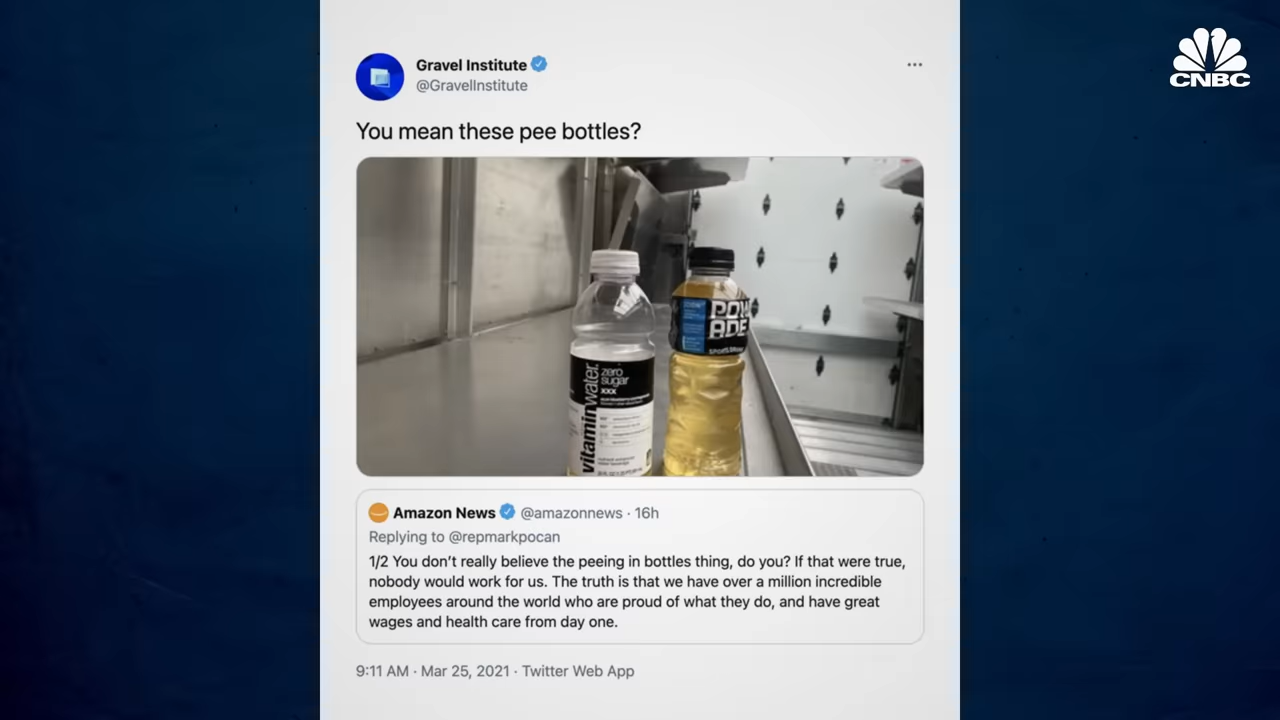 CNBC
Gravel Institute
@GravelInstitute
You mean these pee bottles?
vitaminwater.
zero
sugar
xxx
POW
ADE
Amazon News @amazonnews · 16h
Replying to @repmarkpocan
1/2 You don't really believe the peeing in bottles thing, do you? If that were true,
nobody would work for us. The truth is that we have over a million incredible
employees around the world who are proud of what they do, and have great
wages and health care from day one.
9:11 AM · Mar 25, 2021 · Twitter Web App